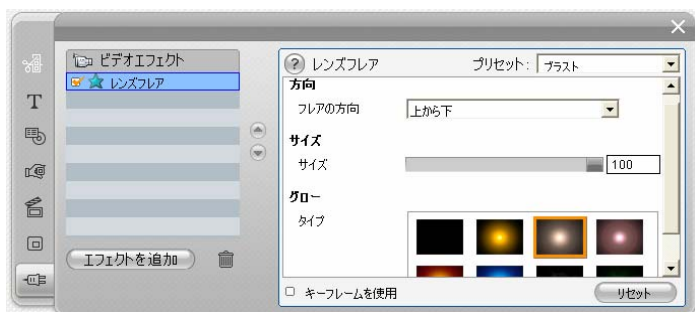 ビデオエフェクト
レンズフレア
エフェクトを追加
? レンズフレア プリセット: ブラスト
方向
フレアの方向 上から下
サイズ
サイズ 100
グロー
タイプ
キーフレームを使用 リセット
T